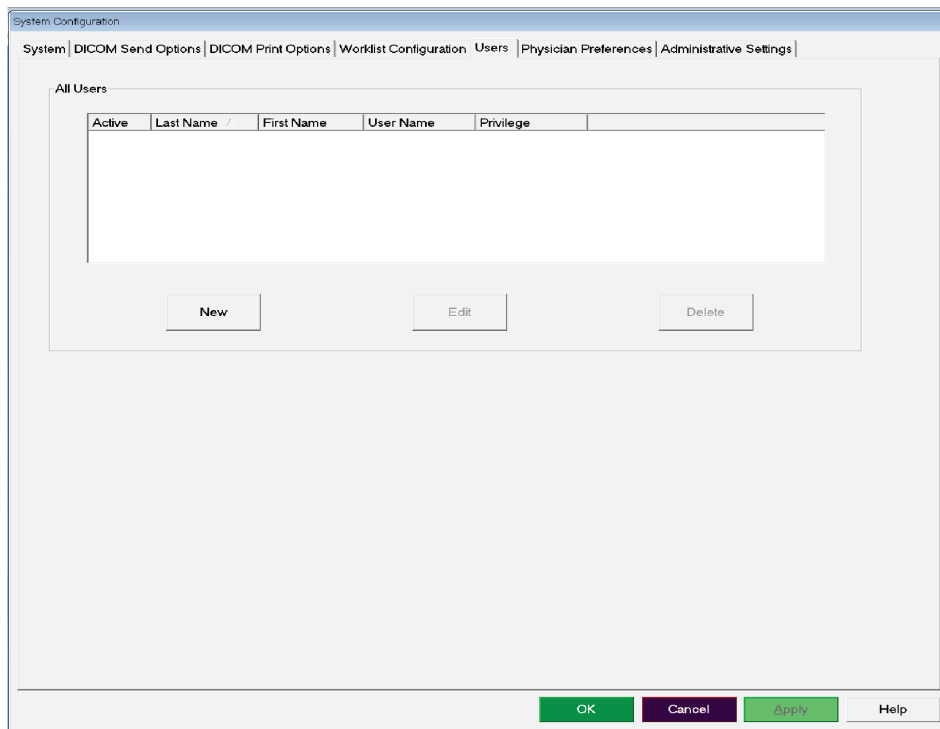 System Configuration
System DICOM Send Options DICOM Print Options Worklist Configuration Users Physician Preferences Administrative Settings
All Users
Active Last Name / First Name User Name Privilege
New Edit Delete
OK Cancel Apply Help